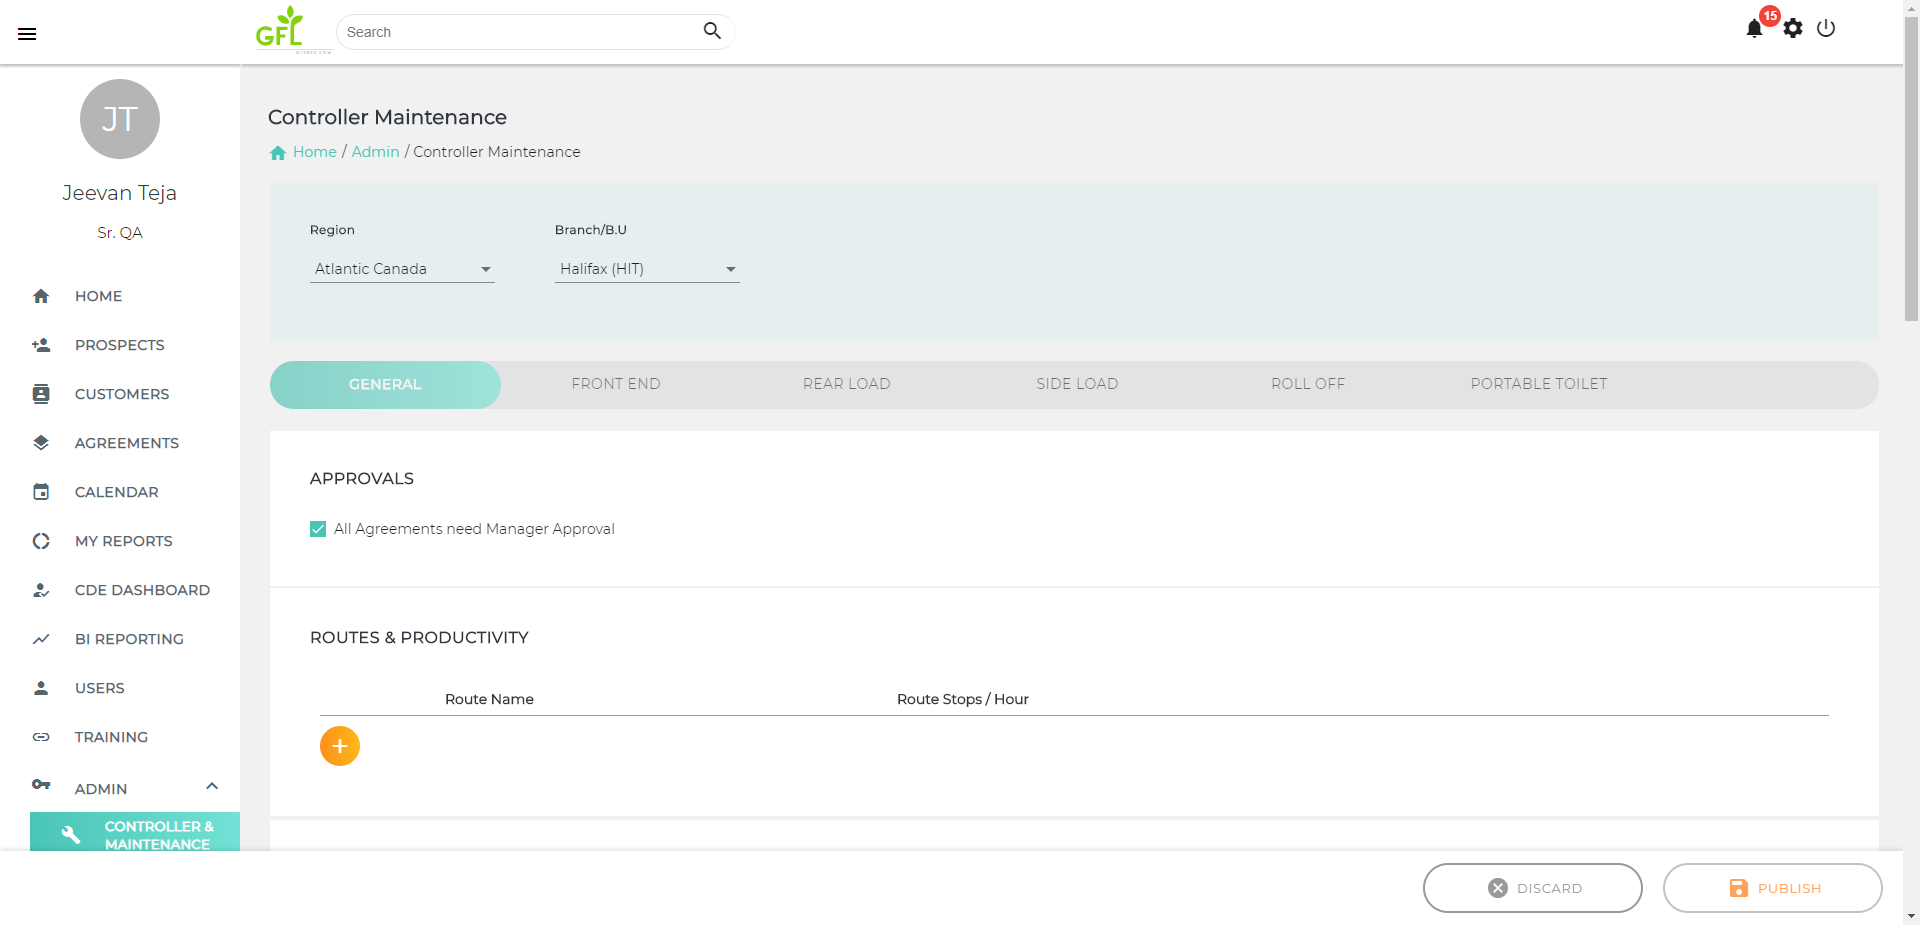 GFL
Search
15
JT
Jeevan Teja
Sr. QA
HOME
PROSPECTS
CUSTOMERS
AGREEMENTS
CALENDAR
MY REPORTS
CDE DASHBOARD
BI REPORTING
USERS
TRAINING
ADMIN
CONTROLLER &
MAINTENANCE
Controller Maintenance
Home / Admin / Controller Maintenance
Region
Branch/B.U
Atlantic Canada
Halifax (HIT)
GENERAL
FRONT END
REAR LOAD
SIDE LOAD
ROLL OFF
PORTABLE TOILET
APPROVALS
All Agreements need Manager Approval
ROUTES & PRODUCTIVITY
Route Name
Route Stops / Hour
DISCARD
PUBLISH